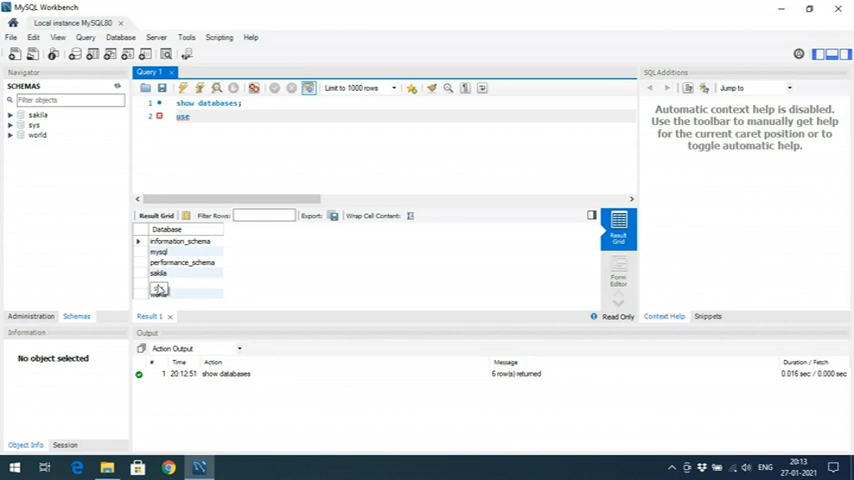 MySQL Workbench
Local instance MySQL80 ×
File Edit View Query Database Server Tools Scripting Help
Navigator
SCHEMAS
Filter objects
sakila
sys
world
Administration Schemas
Information
No object selected
Object Info Session
Query 1 ×
Limit to 1000 rows
1 show databases;
2 use
Result Grid Filter Rows: Export: Wrap Cell Content:
Database
information_schema
mysql
performance_schema
sakila
Result Grid
Form Editor
Result 1 ×
Read Only
Output
Action Output
# Time Action Message Duration / Fetch
1 20:12:51 show databases 6 row(s) returned 0.016 sec / 0.000 sec
SQLAdditions
Jump to
Automatic context help is disabled.
Use the toolbar to manually get help
for the current caret position or to
toggle automatic help.
Context Help Snippets
ENG
20:13
27-01-2021